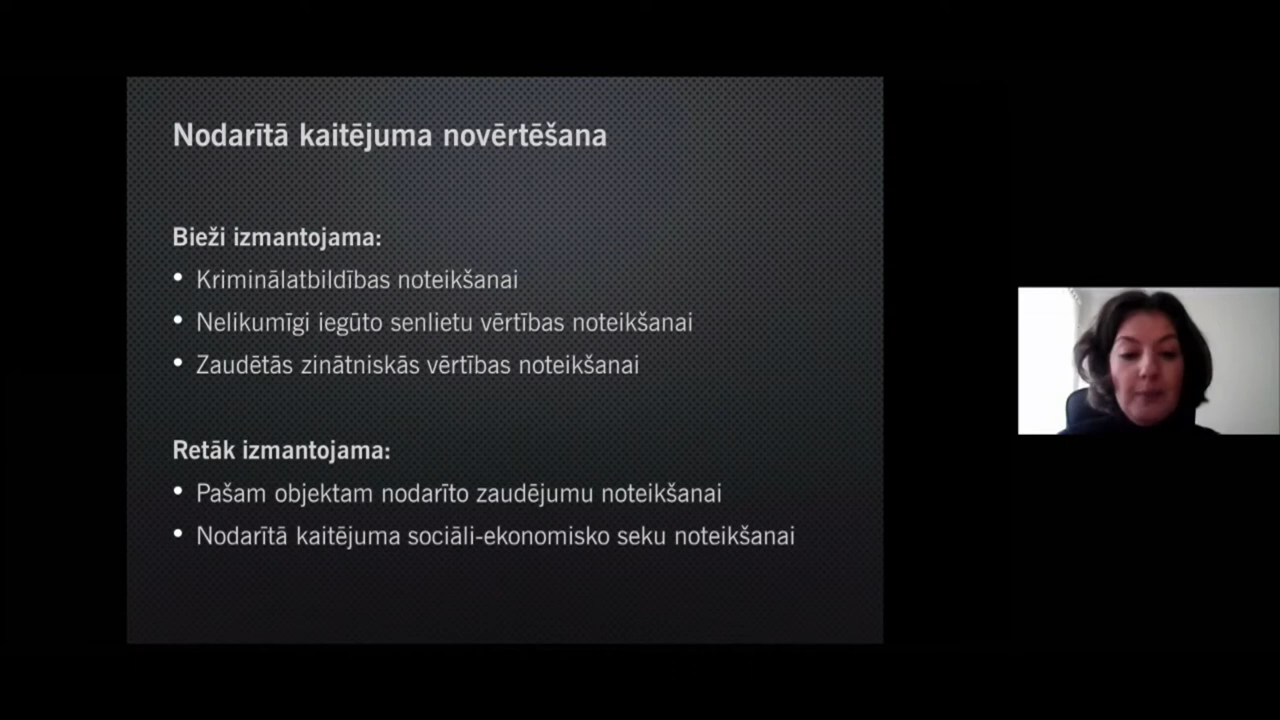 Nodarītā kaitējuma novērtēšana
Bieži izmantojama:
• Kriminālatbildības noteikšanai
• Nelikumīgi iegūto senlietu vērtības noteikšanai
• Zaudētās zinātniskās vērtības noteikšanai
Retāk izmantojama:
• Pašam objektam nodarīto zaudējumu noteikšanai
• Nodarītā kaitējuma sociāli-ekonomisko seku noteikšanai